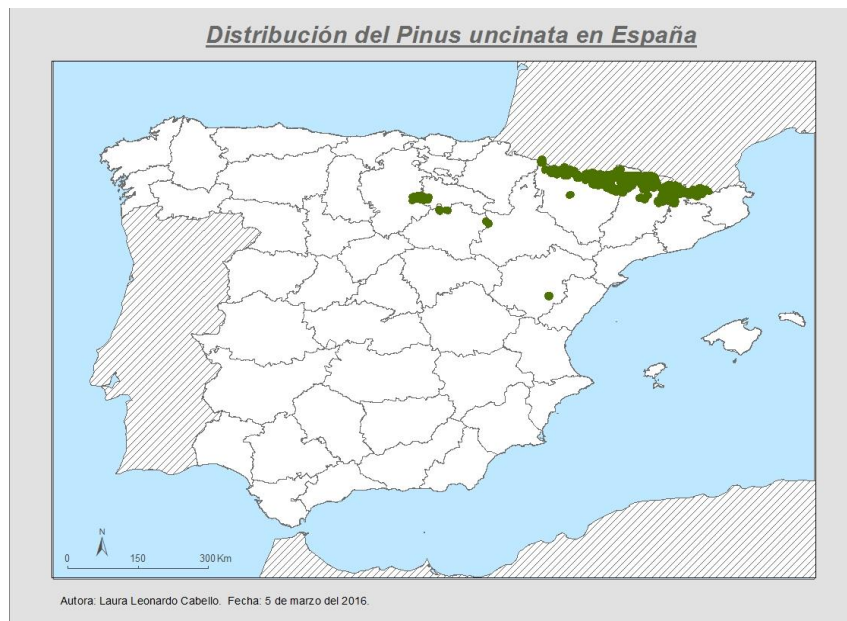 Distribución del Pinus uncinata en España
N
0 150 300 Km
Autora: Laura Leonardo Cabello. Fecha: 5 de marzo del 2016.